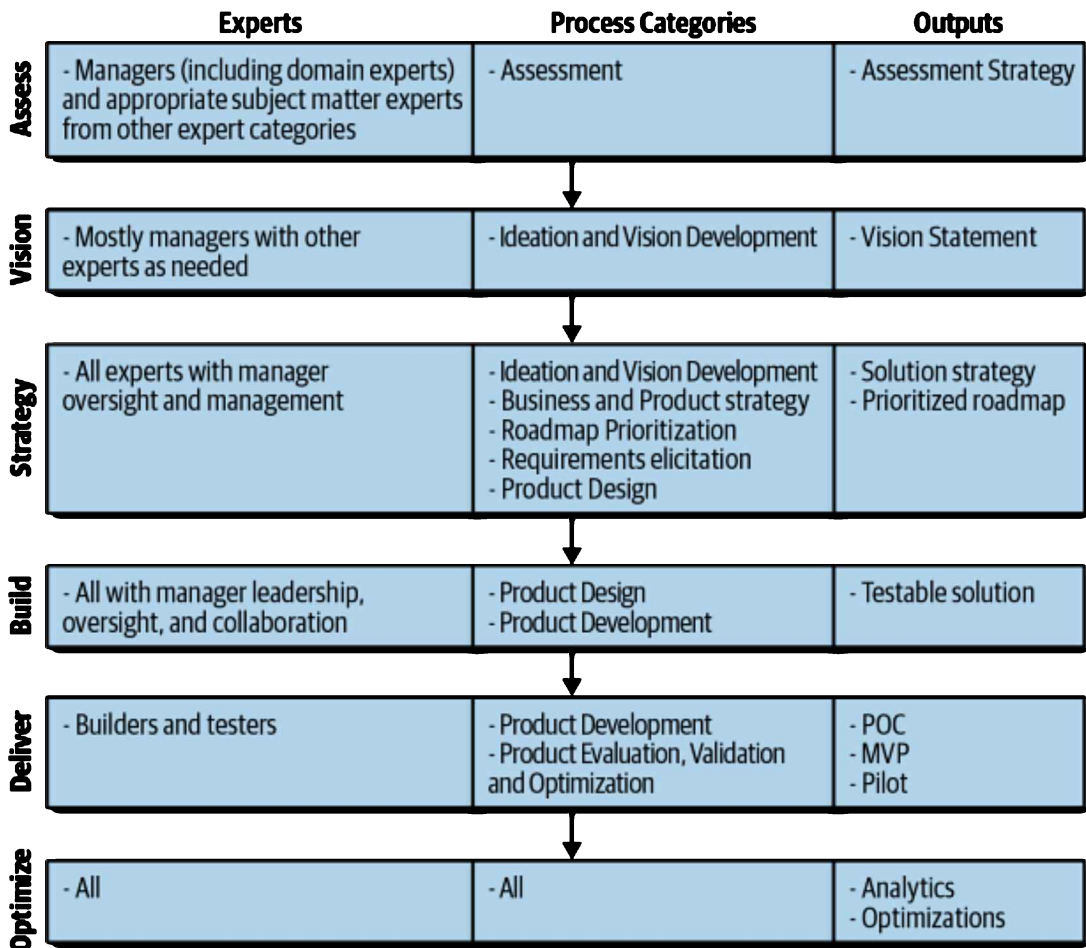 Experts Process Categories Outputs
Assess
- Managers (including domain experts)
and appropriate subject matter experts
from other expert categories
- Assessment
- Assessment Strategy
Vision
- Mostly managers with other
experts as needed
- Ideation and Vision Development
- Vision Statement
Strategy
- All experts with manager
oversight and management
- Ideation and Vision Development
- Business and Product strategy
- Roadmap Prioritization
- Requirements elicitation
- Product Design
- Solution strategy
- Prioritized roadmap
Build
- All with manager leadership,
oversight, and collaboration
- Product Design
- Product Development
- Testable solution
Deliver
- Builders and testers
- Product Development
- Product Evaluation, Validation
and Optimization
- POC
- MVP
- Pilot
Optimize
- All
- All
- Analytics
- Optimizations